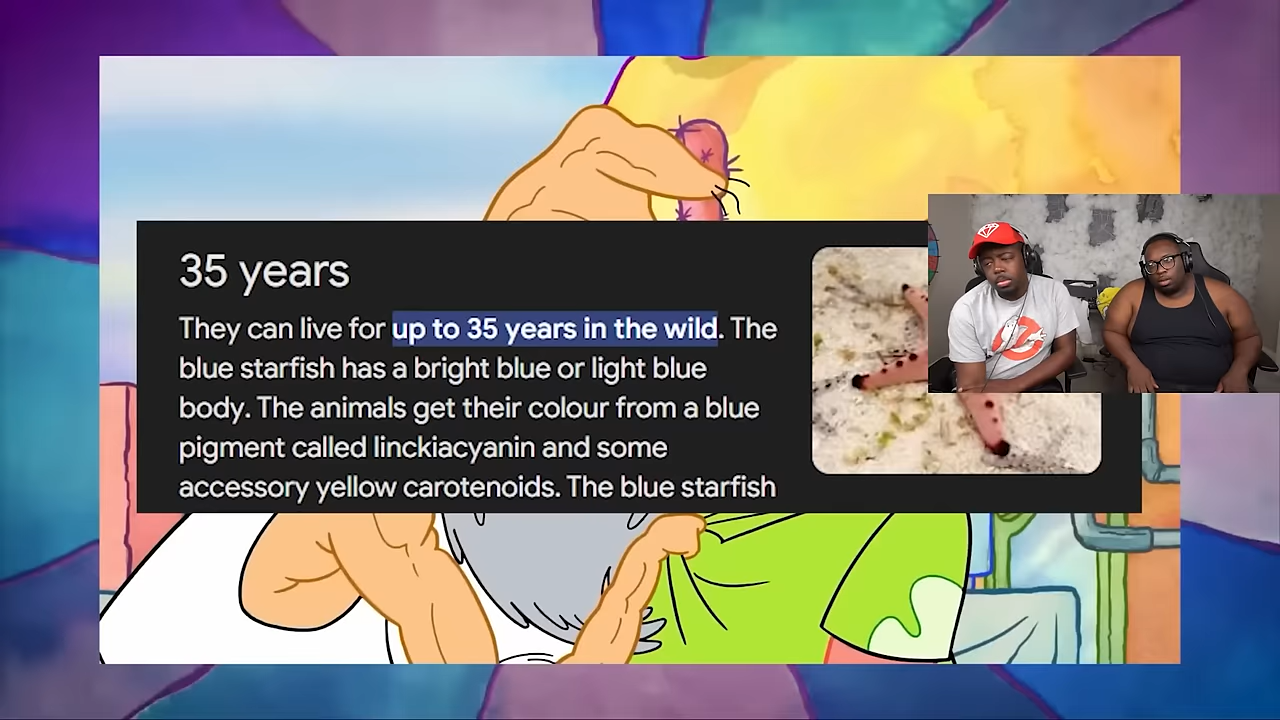 35 years
They can live for up to 35 years in the wild. The
blue starfish has a bright blue or light blue
body. The animals get their colour from a blue
pigment called linckiacyanin and some
accessory yellow carotenoids. The blue starfish